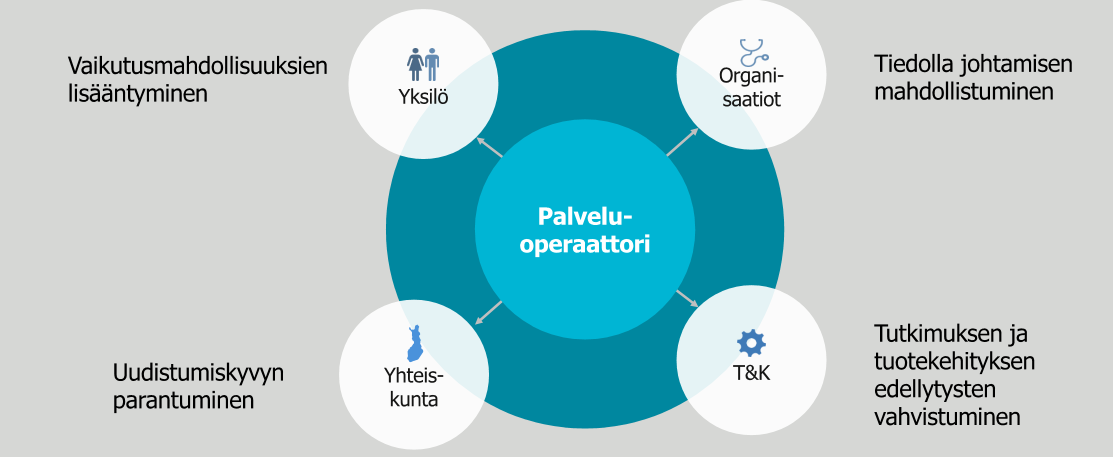 Vaikutusmahdollisuuksien
lisääntyminen
Yksilö
Organi-
saatiot
Tiedolla johtamisen
mahdollistuminen
Palvelu-
operaattori
Uudistumiskyvyn
parantuminen
Yhteis-
kunta
T&K
Tutkimuksen ja
tuotekehityksen
edellytysten
vahvistuminen